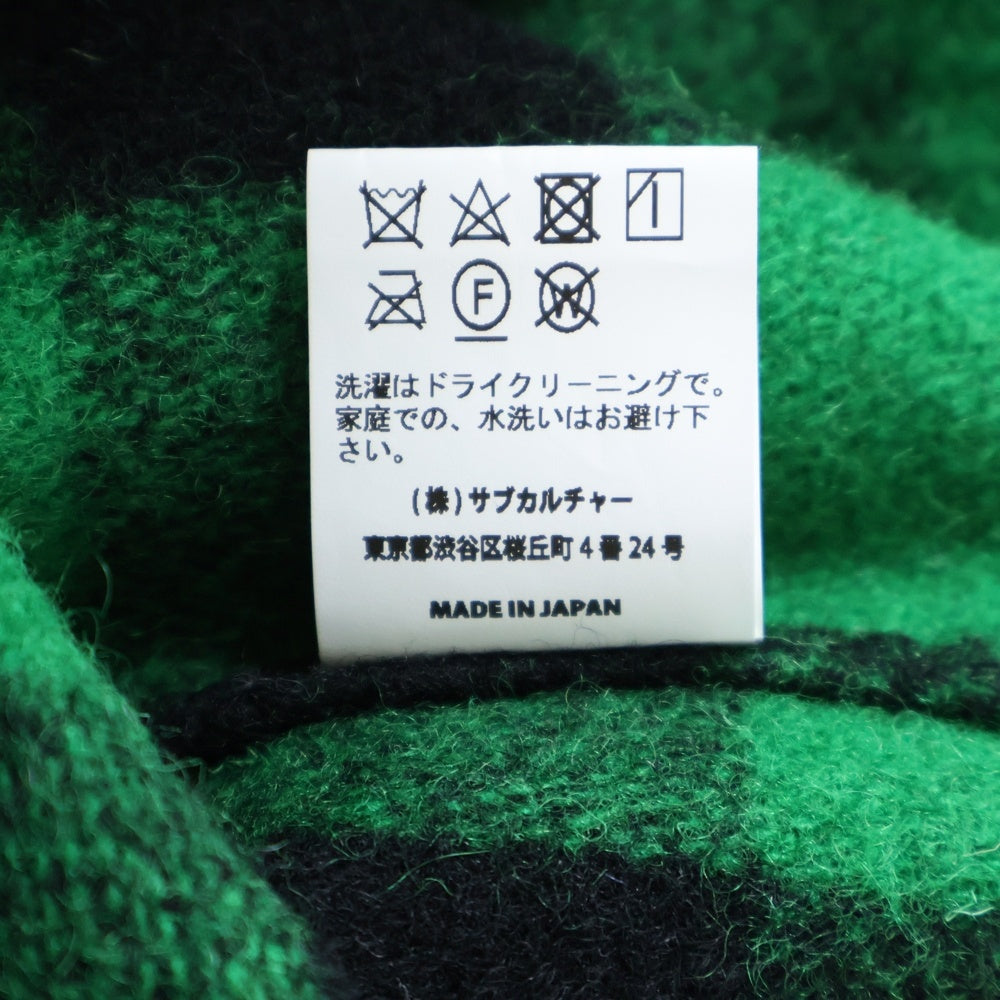 F
W
洗濯はドライクリーニングで。
家庭での、水洗いはお避け下
さい。
(株)サブカルチャー
東京都渋谷区桜丘町4番24号
MADE IN JAPAN